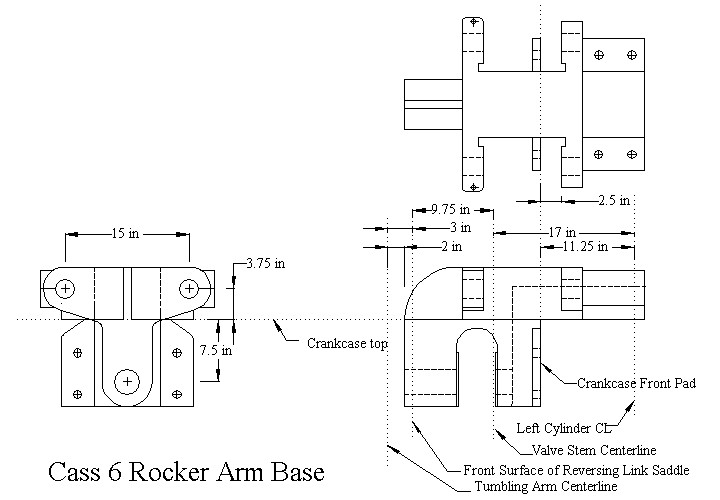 2.5 in
9.75 in
3 in
15 in
17 in
2 in
11.25 in
3.75 in
Crankcase top
7.5 in
Crankcase Front Pad
Left Cylinder CL
Valve Stem Centerline
Front Surface of Reversing Link Saddle
Cass 6 Rocker Arm Base
Tumbling Arm Centerline